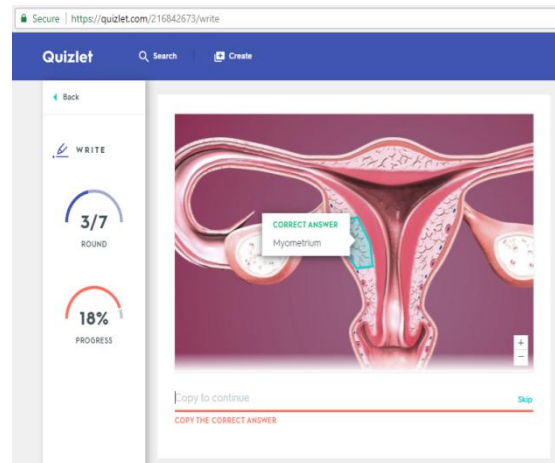 Secure | https://quizlet.com/216842673/write
Quizlet Search Create
Back
WRITE
3/7
ROUND
18%
PROGRESS
CORRECT ANSWER
Myometrium
+
−
Copy to continue Skip
COPY THE CORRECT ANSWER